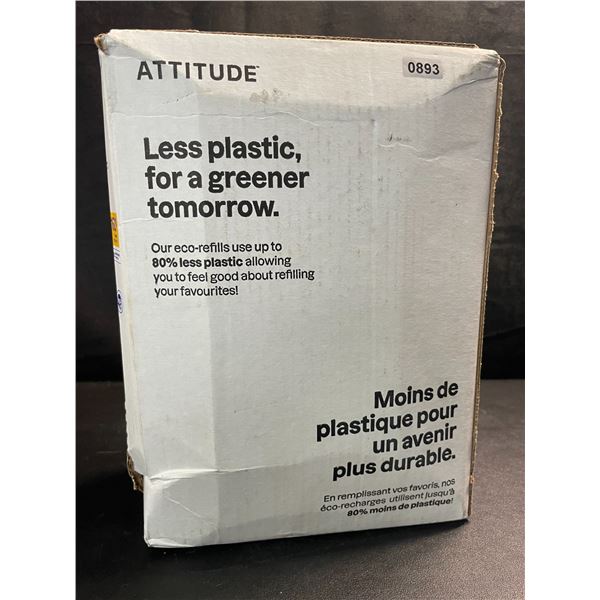 ATTITUDE™
0893
Less plastic,
for a greener
tomorrow.
Our eco-refills use up to
80% less plastic allowing
you to feel good about refilling
your favourites!
Moins de
plastique pour
un avenir
plus durable.
En remplissant vos favoris, nos
éco-recharges utilisent jusqu'à
80% moins de plastique!